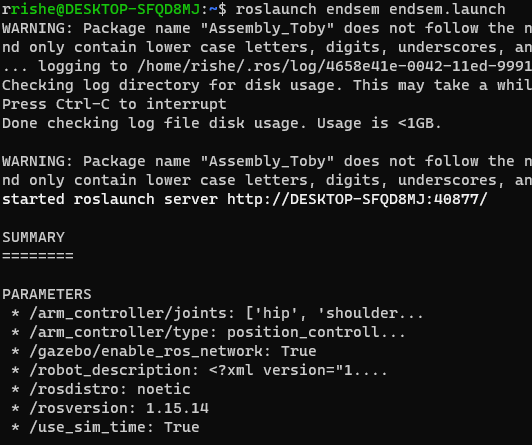 rrishe@DESKTOP-SFQD8MJ:~$ roslaunch endsem endsem.launch
WARNING: Package name "Assembly_Toby" does not follow the n
nd only contain lower case letters, digits, underscores, an
... logging to /home/rishe/.ros/log/4658e41e-0042-11ed-9991
Checking log directory for disk usage. This may take a whil
Press Ctrl-C to interrupt
Done checking log file disk usage. Usage is <1GB.
WARNING: Package name "Assembly_Toby" does not follow the n
nd only contain lower case letters, digits, underscores, an
started roslaunch server http://DESKTOP-SFQD8MJ:40877/
SUMMARY
========
PARAMETERS
* /arm_controller/joints: ['hip', 'shoulder...
* /arm_controller/type: position_controll...
* /gazebo/enable_ros_network: True
* /robot_description: <?xml version="1....
* /rosdistro: noetic
* /rosversion: 1.15.14
* /use_sim_time: True